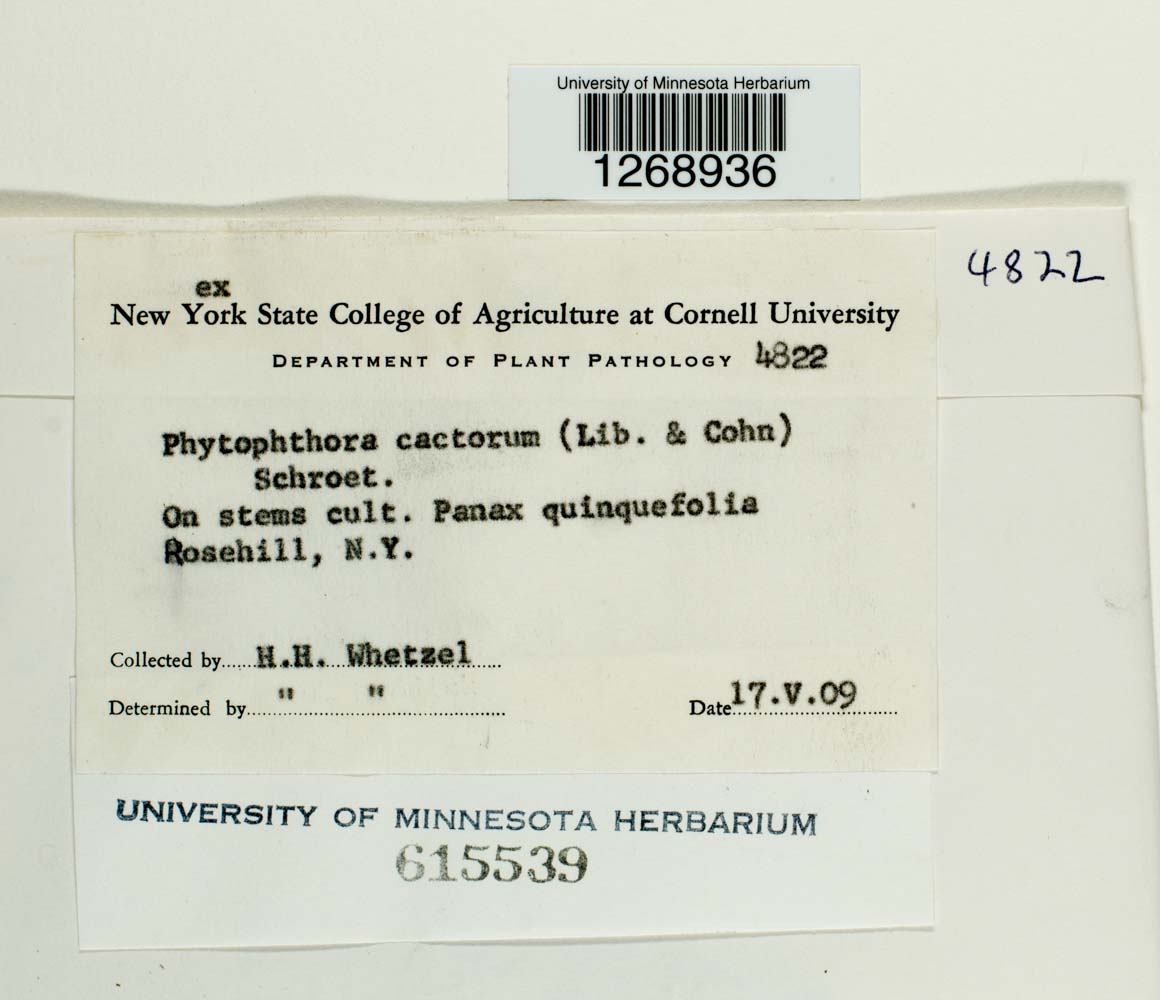 University of Minnesota Herbarium
1268936
4822
ex
New York State College of Agriculture at Cornell University
DEPARTMENT OF PLANT PATHOLOGY 4822
Phytophthora cactorum (Lib. & Cohn)
Schroet.
On stems cult. Panax quinquefolia
Rosehill, N.Y.
Collected by......H.H. Whetzel.....
Determined by...." "....
Date 17.V.09
UNIVERSITY OF MINNESOTA HERBARIUM
615539